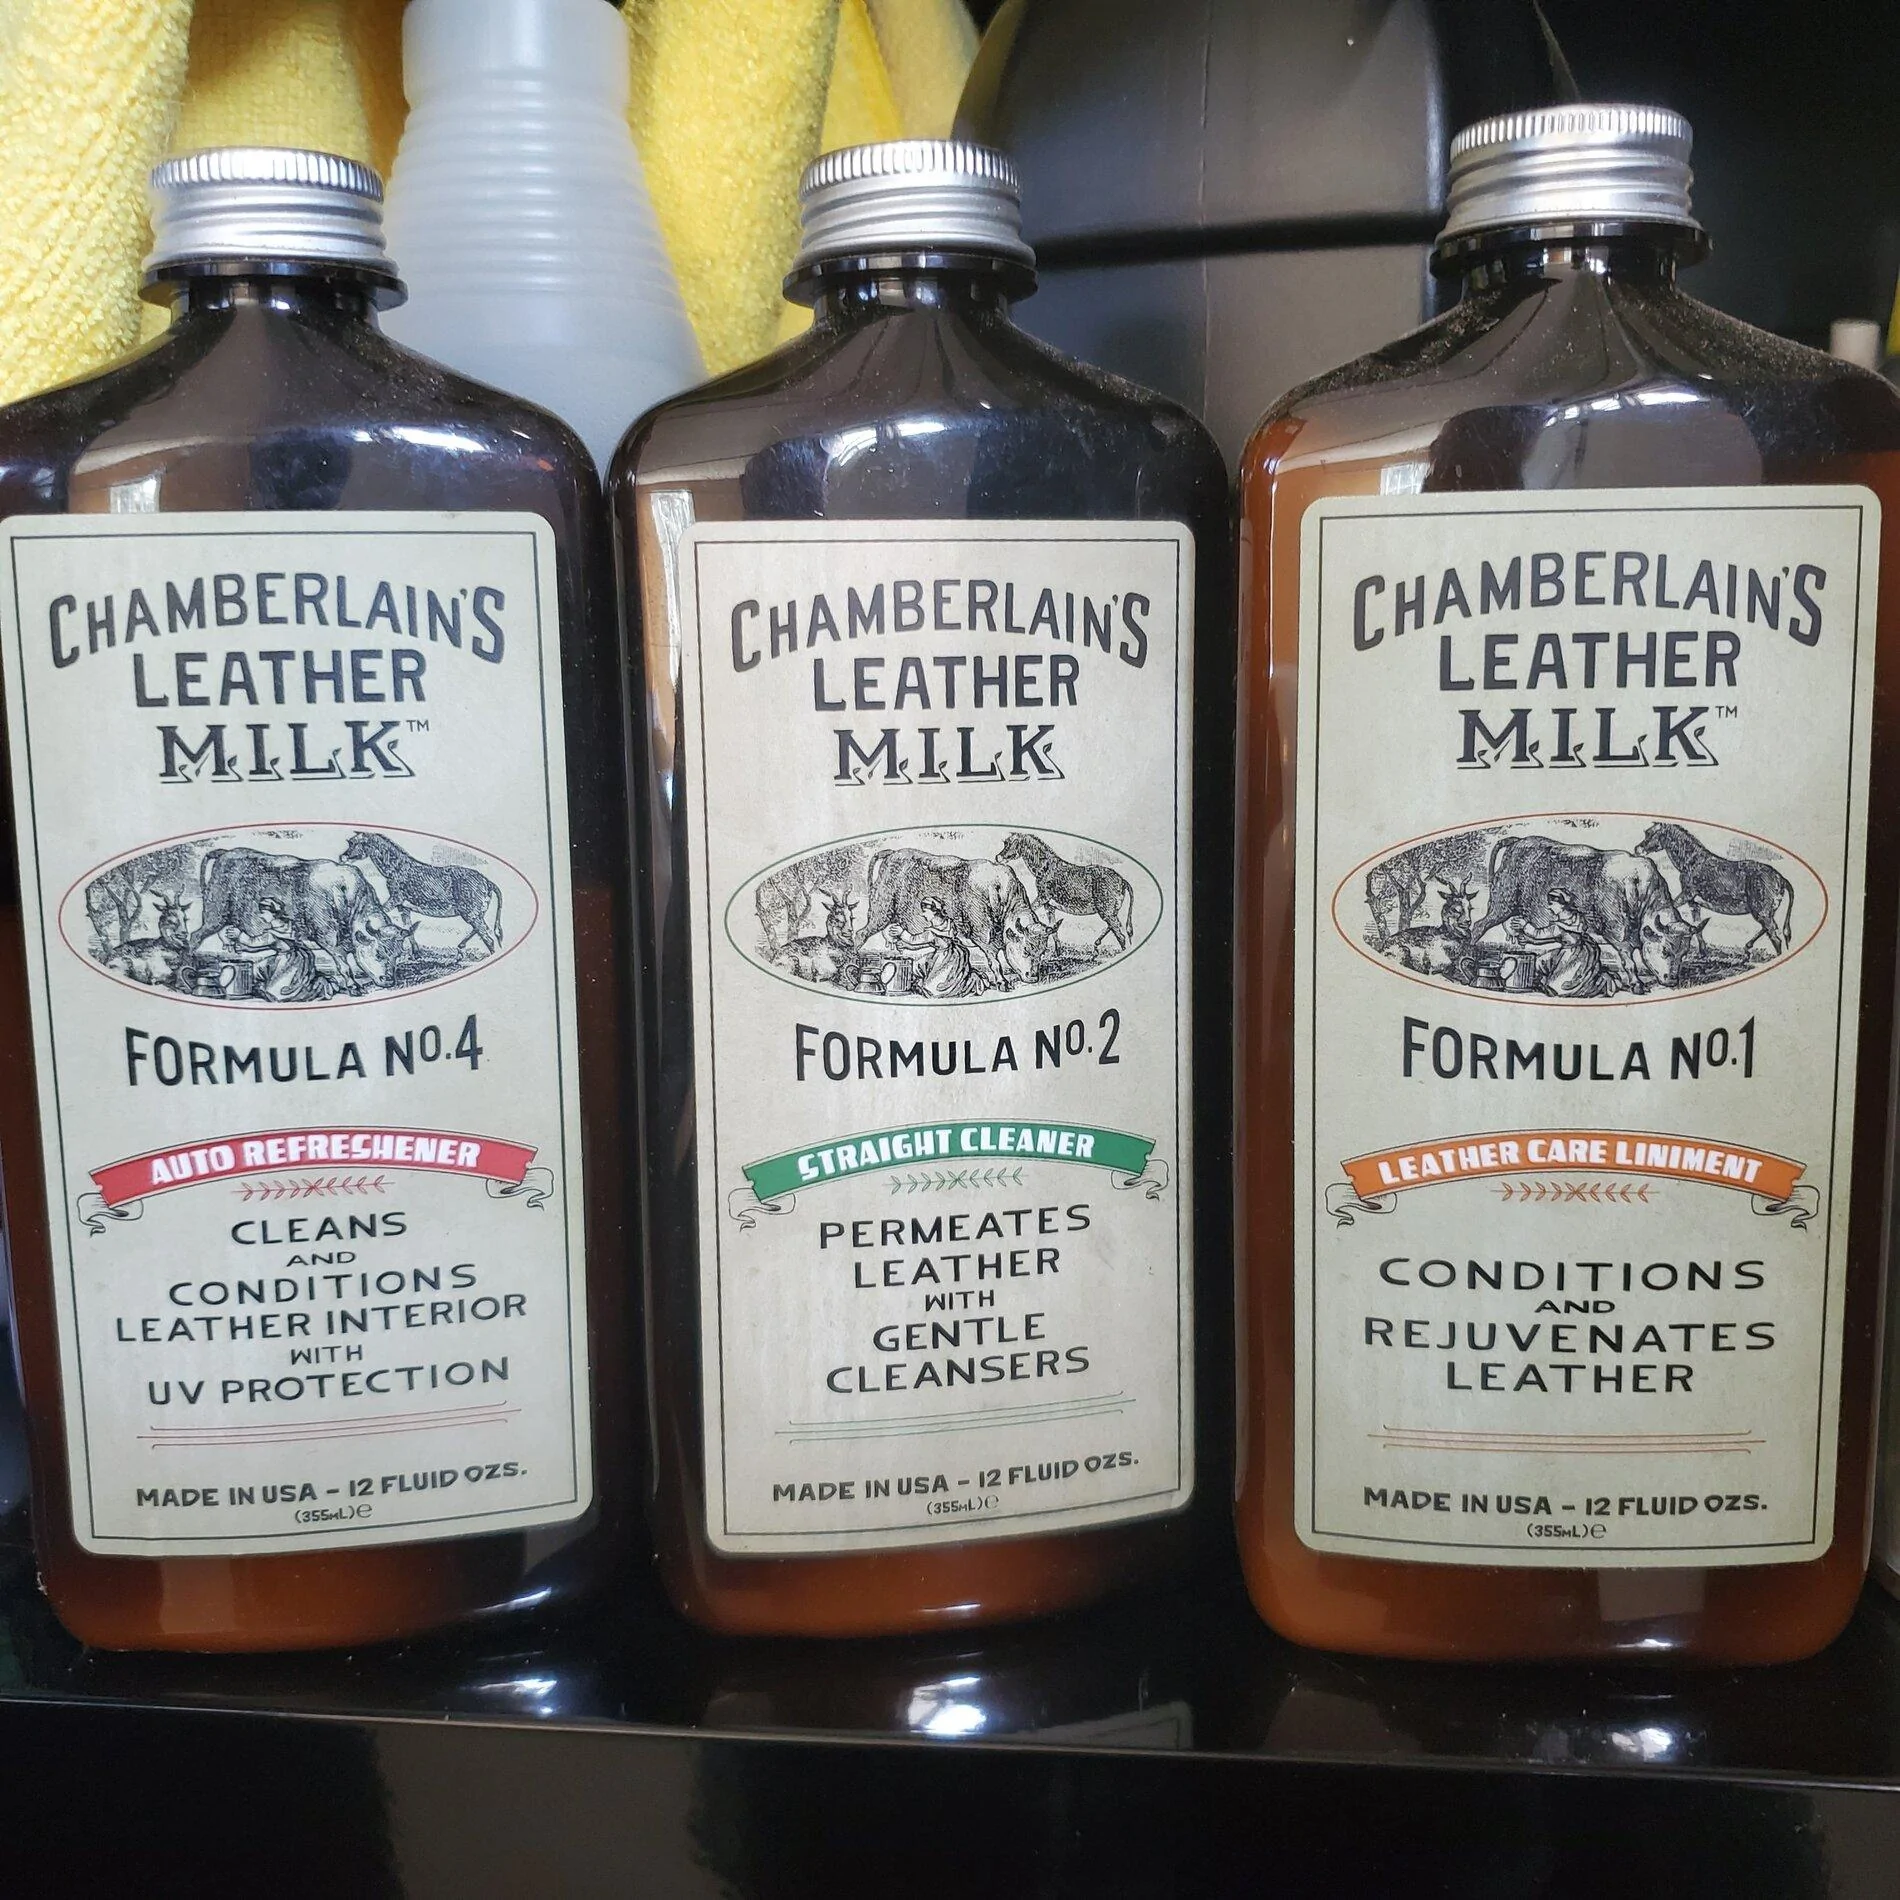 CHAMBERLAIN'S
LEATHER
MILK™
FORMULA NO.4
AUTO REFRESHENER
CLEANS
AND
CONDITIONS
LEATHER INTERIOR
WITH
UV PROTECTION
MADE IN USA - 12 FLUID OZS.
(355mL)℮
CHAMBERLAIN'S
LEATHER
MILK
FORMULA NO.2
STRAIGHT CLEANER
PERMEATES
LEATHER
WITH
GENTLE
CLEANSERS
MADE IN USA - 12 FLUID OZS.
(355mL)℮
CHAMBERLAIN'S
LEATHER
MILK™
FORMULA NO.1
LEATHER CARE LINIMENT
CONDITIONS
AND
REJUVENATES
LEATHER
MADE IN USA - 12 FLUID OZS.
(355mL)℮